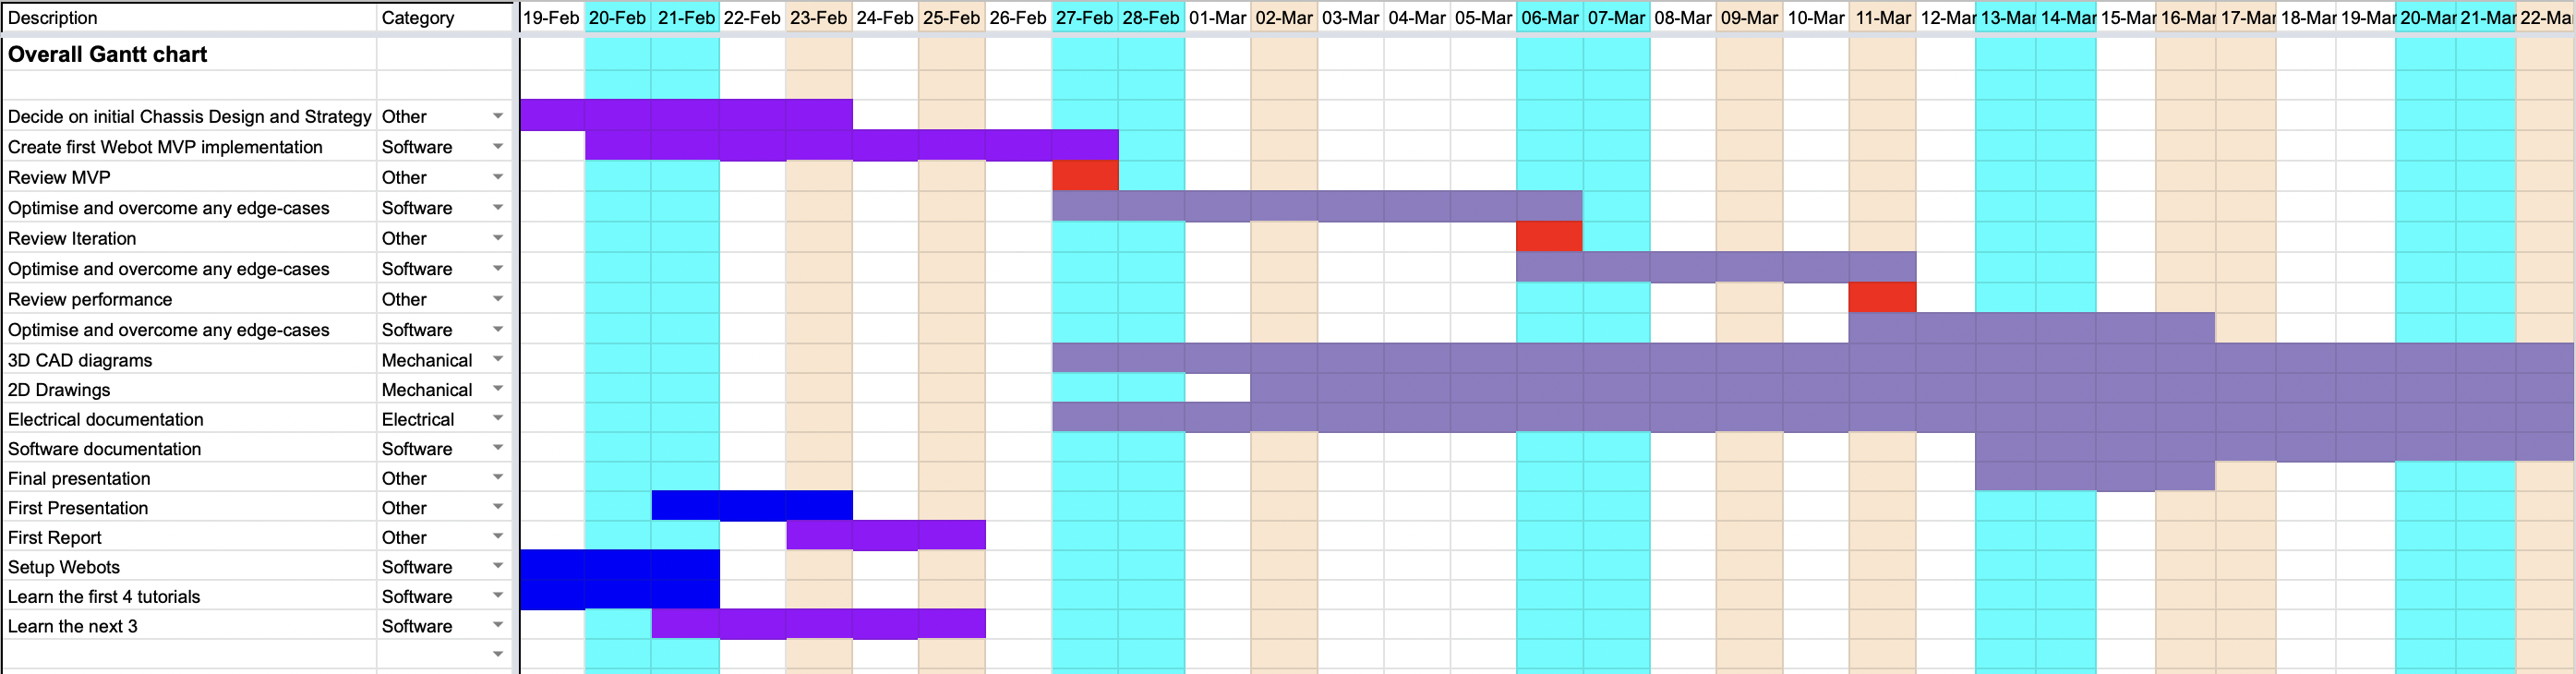 Description Category 19-Feb 20-Feb 21-Feb 22-Feb 23-Feb 24-Feb 25-Feb 26-Feb 27-Feb 28-Feb 01-Mar 02-Mar 03-Mar 04-Mar 05-Mar 06-Mar 07-Mar 08-Mar 09-Mar 10-Mar 11-Mar 12-Mar 13-Mar 14-Mar 15-Mar 16-Mar 17-Mar 18-Mar 19-Mar 20-Mar 21-Mar 22-Ma
Overall Gantt chart
Decide on initial Chassis Design and Strategy Other
Create first Webot MVP implementation Software
Review MVP Other
Optimise and overcome any edge-cases Software
Review Iteration Other
Optimise and overcome any edge-cases Software
Review performance Other
Optimise and overcome any edge-cases Software
3D CAD diagrams Mechanical
2D Drawings Mechanical
Electrical documentation Electrical
Software documentation Software
Final presentation Other
First Presentation Other
First Report Other
Setup Webots Software
Learn the first 4 tutorials Software
Learn the next 3 Software